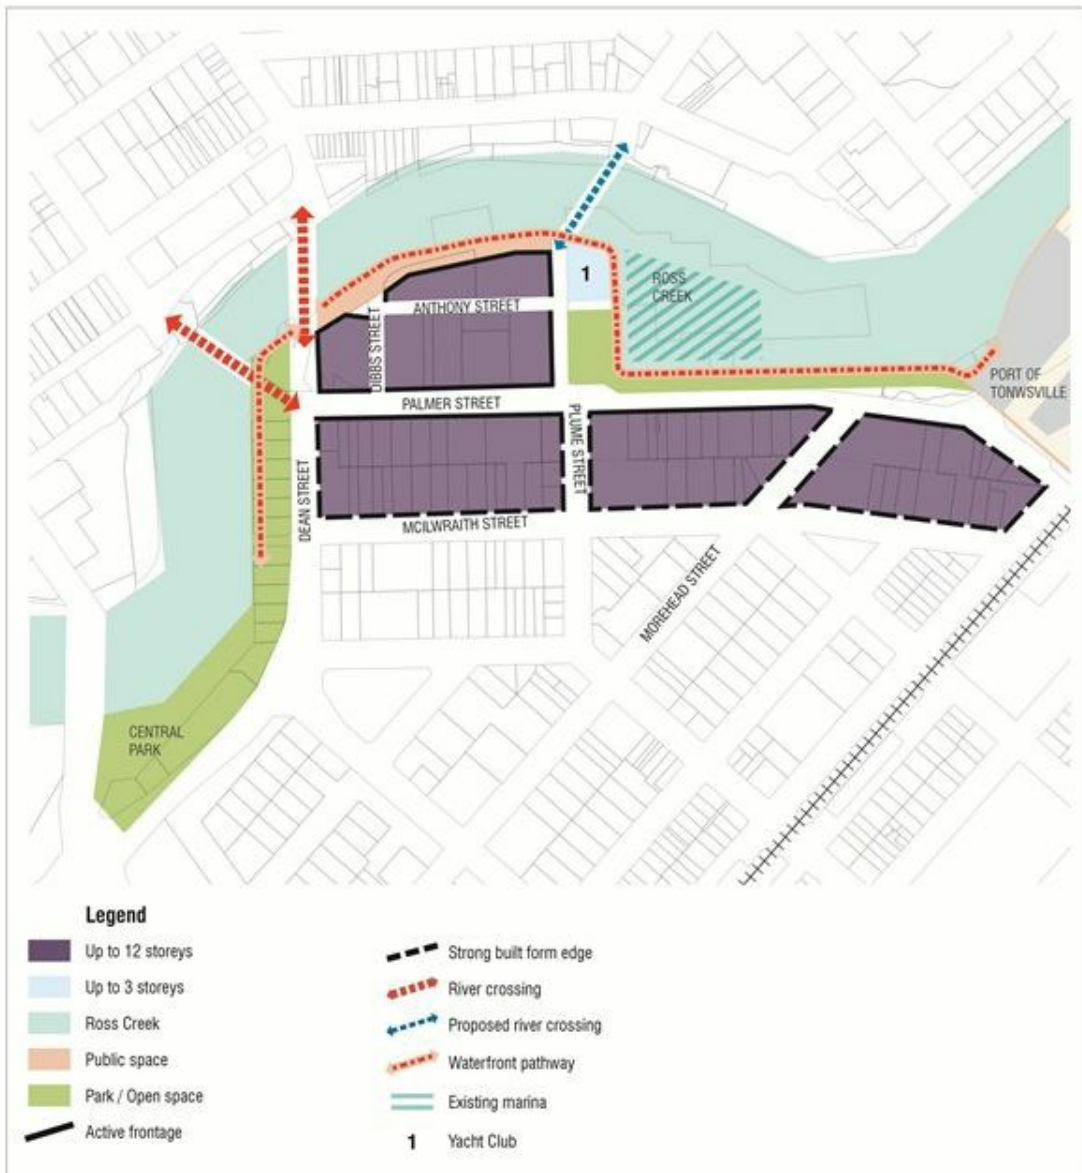 1
ROSS
CREEK
ANTHONY STREET
DIBBS STREET
PORT OF
TONWSVILLE
PALMER STREET
PLUME STREET
DEAN STREET
MCILWRAITH STREET
MOREHEAD STREET
CENTRAL
PARK
Legend
Up to 12 storeys
Up to 3 storeys
Ross Creek
Public space
Park / Open space
Active frontage
Strong built form edge
River crossing
Proposed river crossing
Waterfront pathway
Existing marina
1 Yacht Club